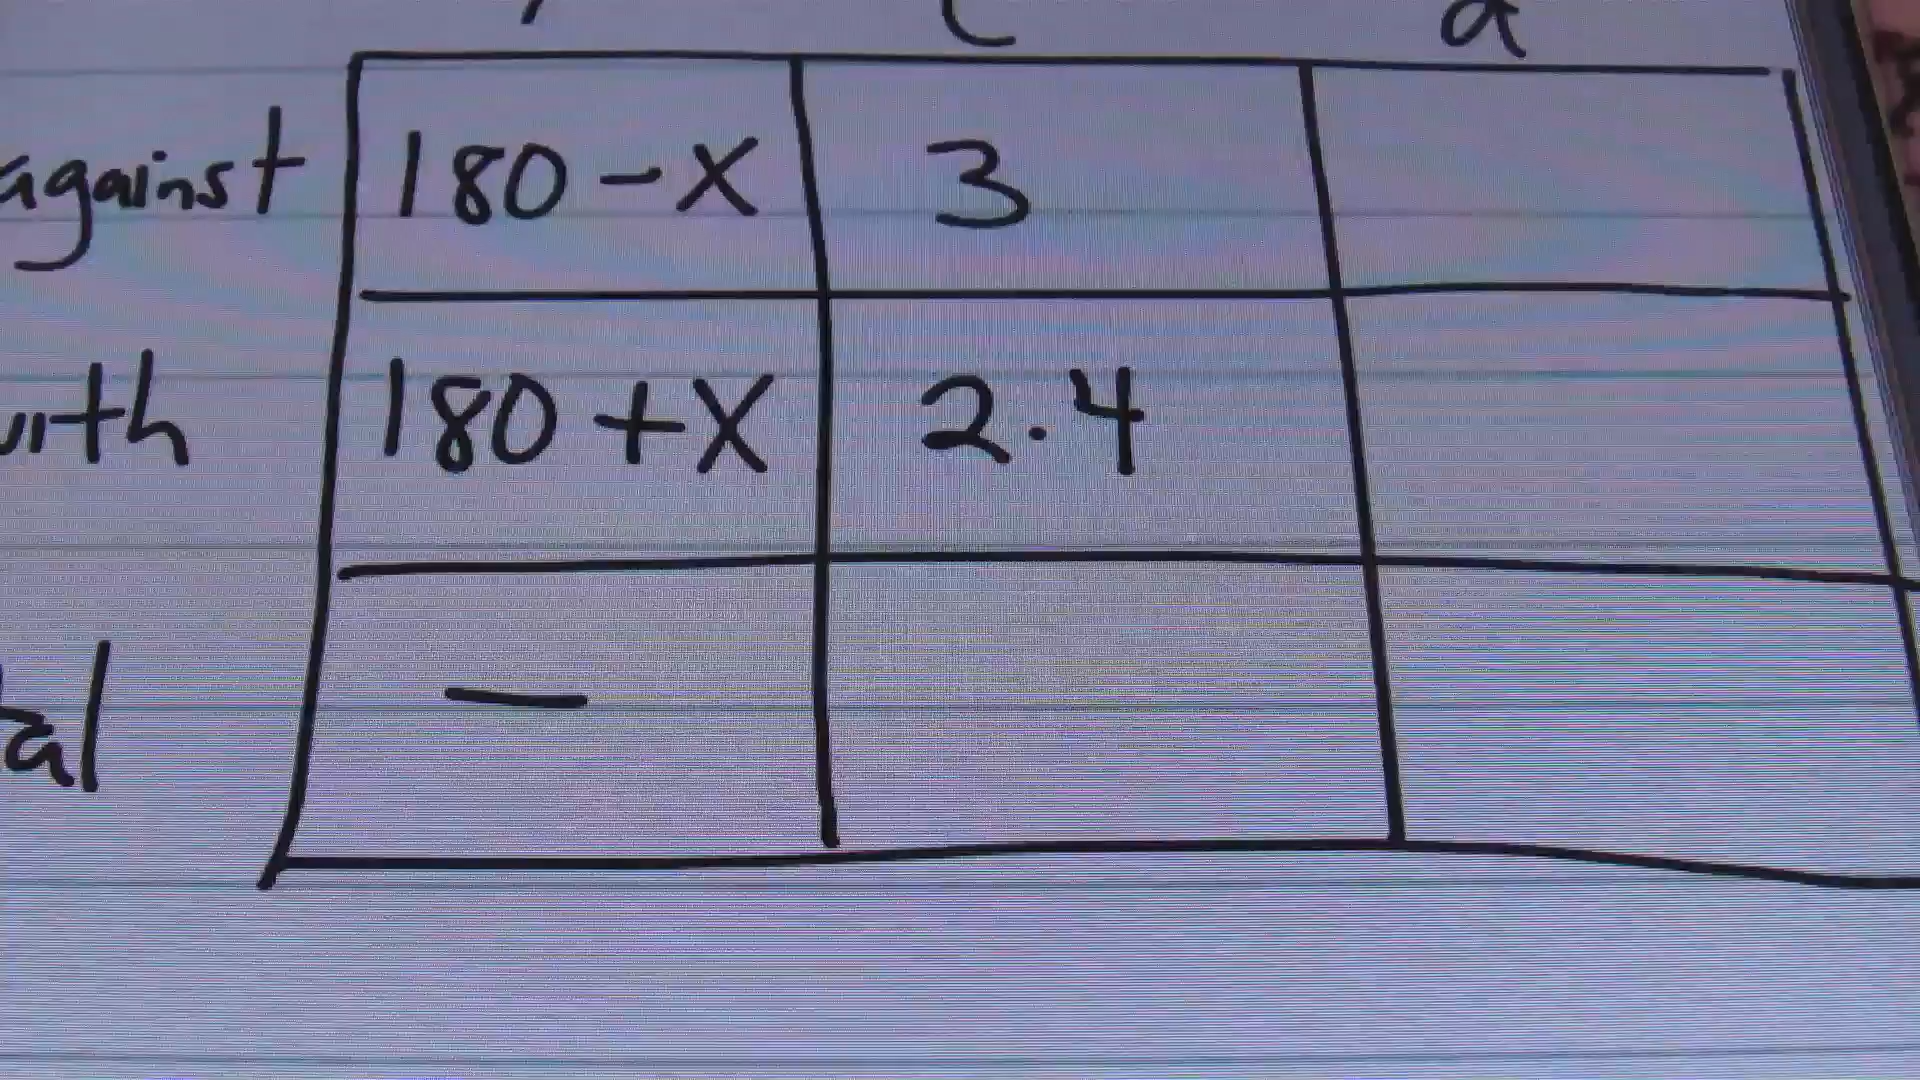 against 180 - X 3
with 180 + X 2.4
—